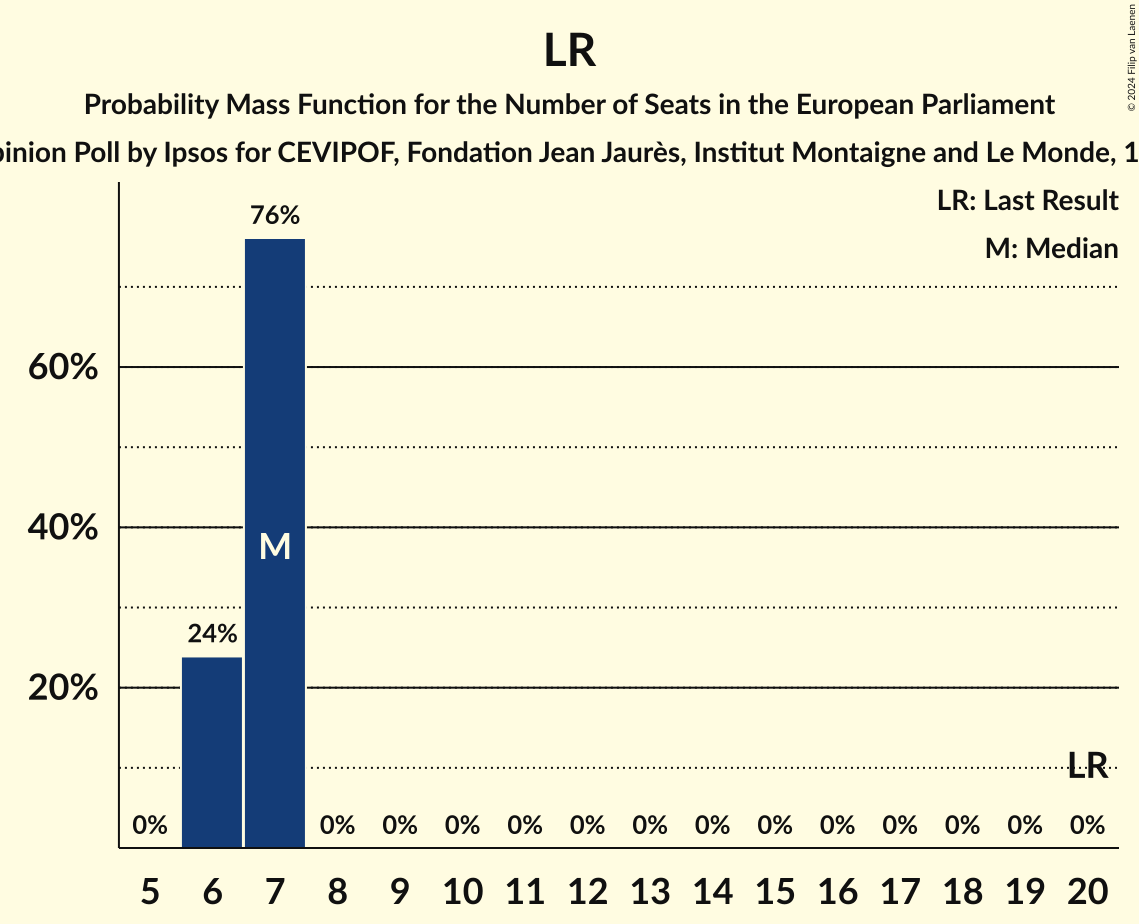 LR
Probability Mass Function for the Number of Seats in the European Parliament
Poll by Ipsos for CEVIPOF, Fondation Jean Jaurès, Institut Montaigne and Le Monde,
© 2024 Filip van Laenen
LR: Last Result
M: Median
76%
60%
40%
M
24%
20%
LR
0% 0% 0% 0% 0% 0% 0% 0% 0% 0% 0% 0% 0% 0%
5 6 7 8 9 10 11 12 13 14 15 16 17 18 19 20